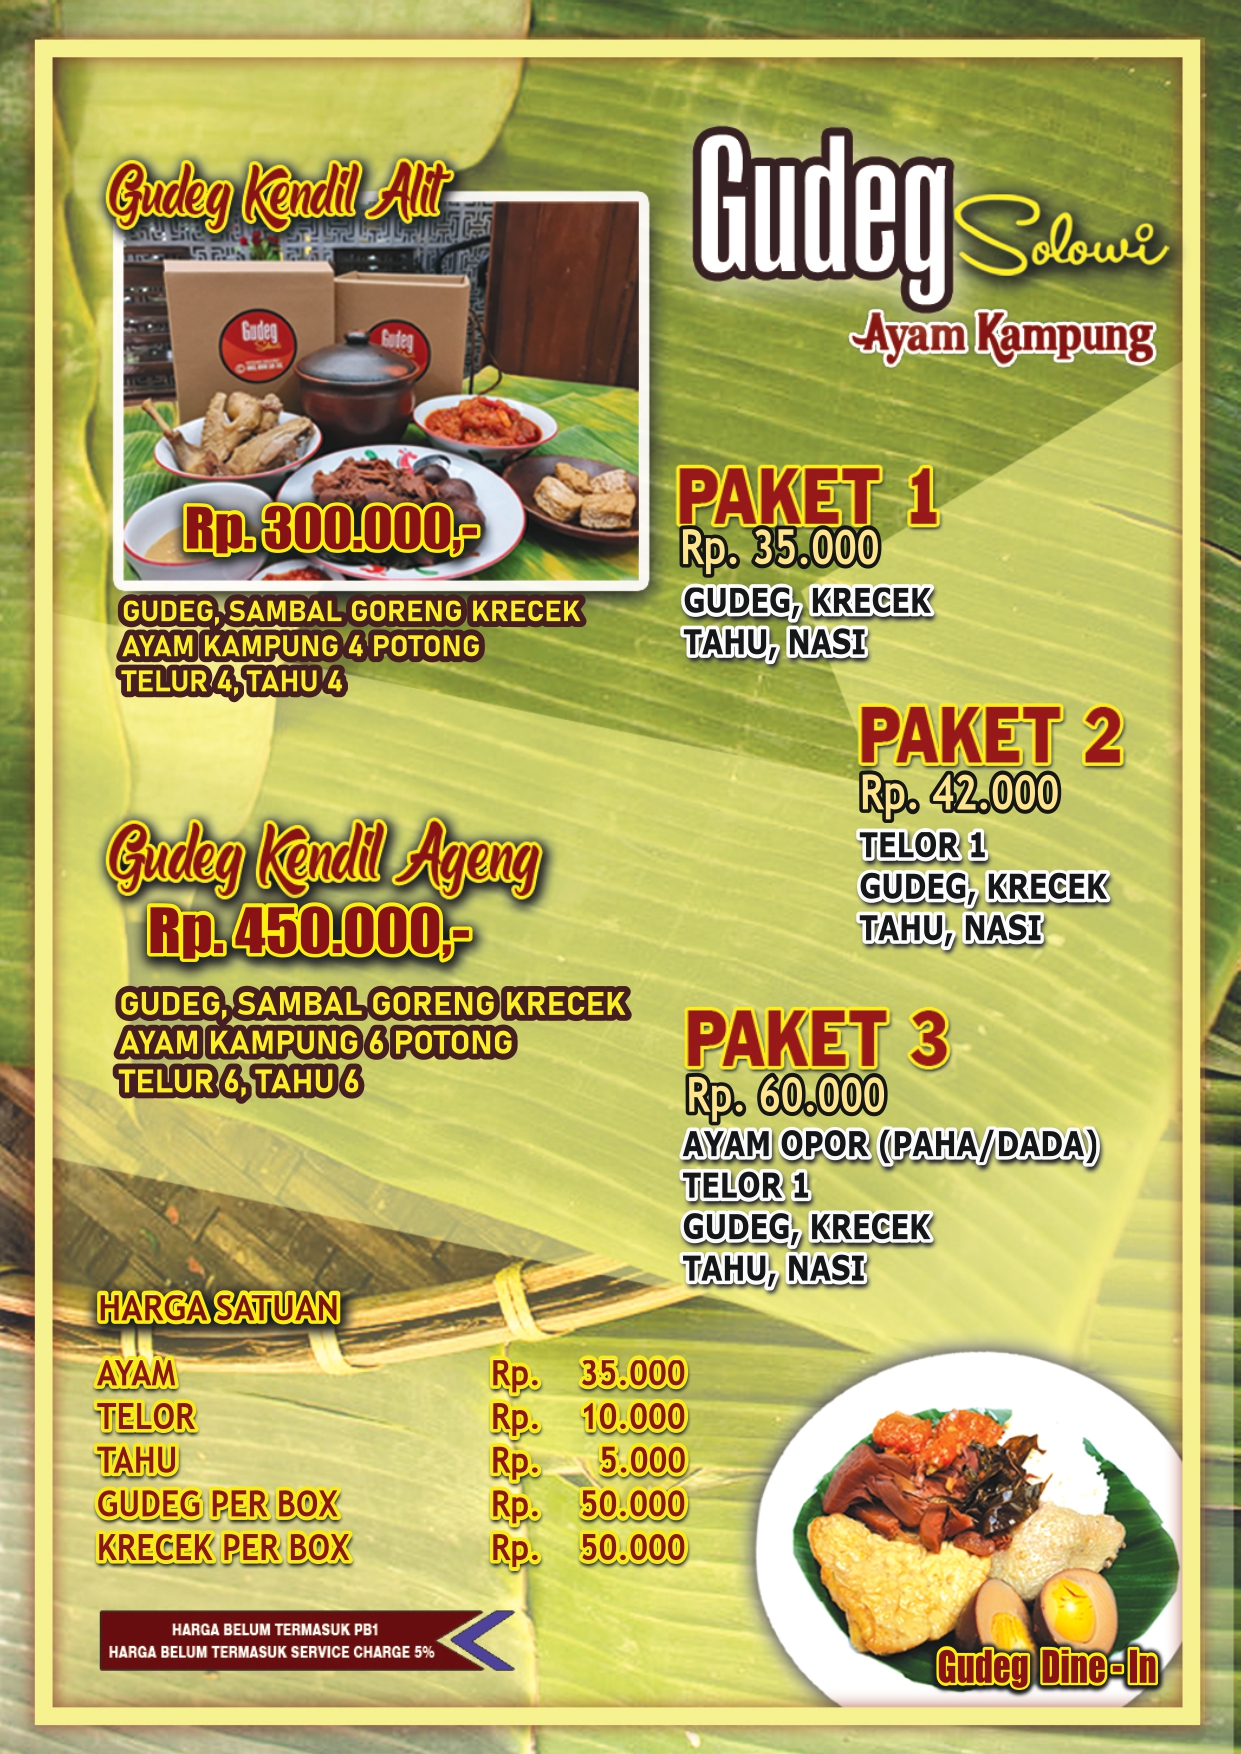 Gudeg Solowi
Ayam Kampung
Gudeg Kendil Alit
Gudeg
Gudeg
Rp. 300.000,-
GUDEG, SAMBAL GORENG KRECEK
AYAM KAMPUNG 4 POTONG
TELUR 4, TAHU 4
Gudeg Kendil Ageng
Rp. 450.000,-
GUDEG, SAMBAL GORENG KRECEK
AYAM KAMPUNG 6 POTONG
TELUR 6, TAHU 6
PAKET 1
Rp. 35.000
GUDEG, KRECEK
TAHU, NASI
PAKET 2
Rp. 42.000
TELOR 1
GUDEG, KRECEK
TAHU, NASI
PAKET 3
Rp. 60.000
AYAM OPOR (PAHA/DADA)
TELOR 1
GUDEG, KRECEK
TAHU, NASI
HARGA SATUAN
AYAM Rp. 35.000
TELOR Rp. 10.000
TAHU Rp. 5.000
GUDEG PER BOX Rp. 50.000
KRECEK PER BOX Rp. 50.000
HARGA BELUM TERMASUK PB1
HARGA BELUM TERMASUK SERVICE CHARGE 5%
Gudeg Dine - In